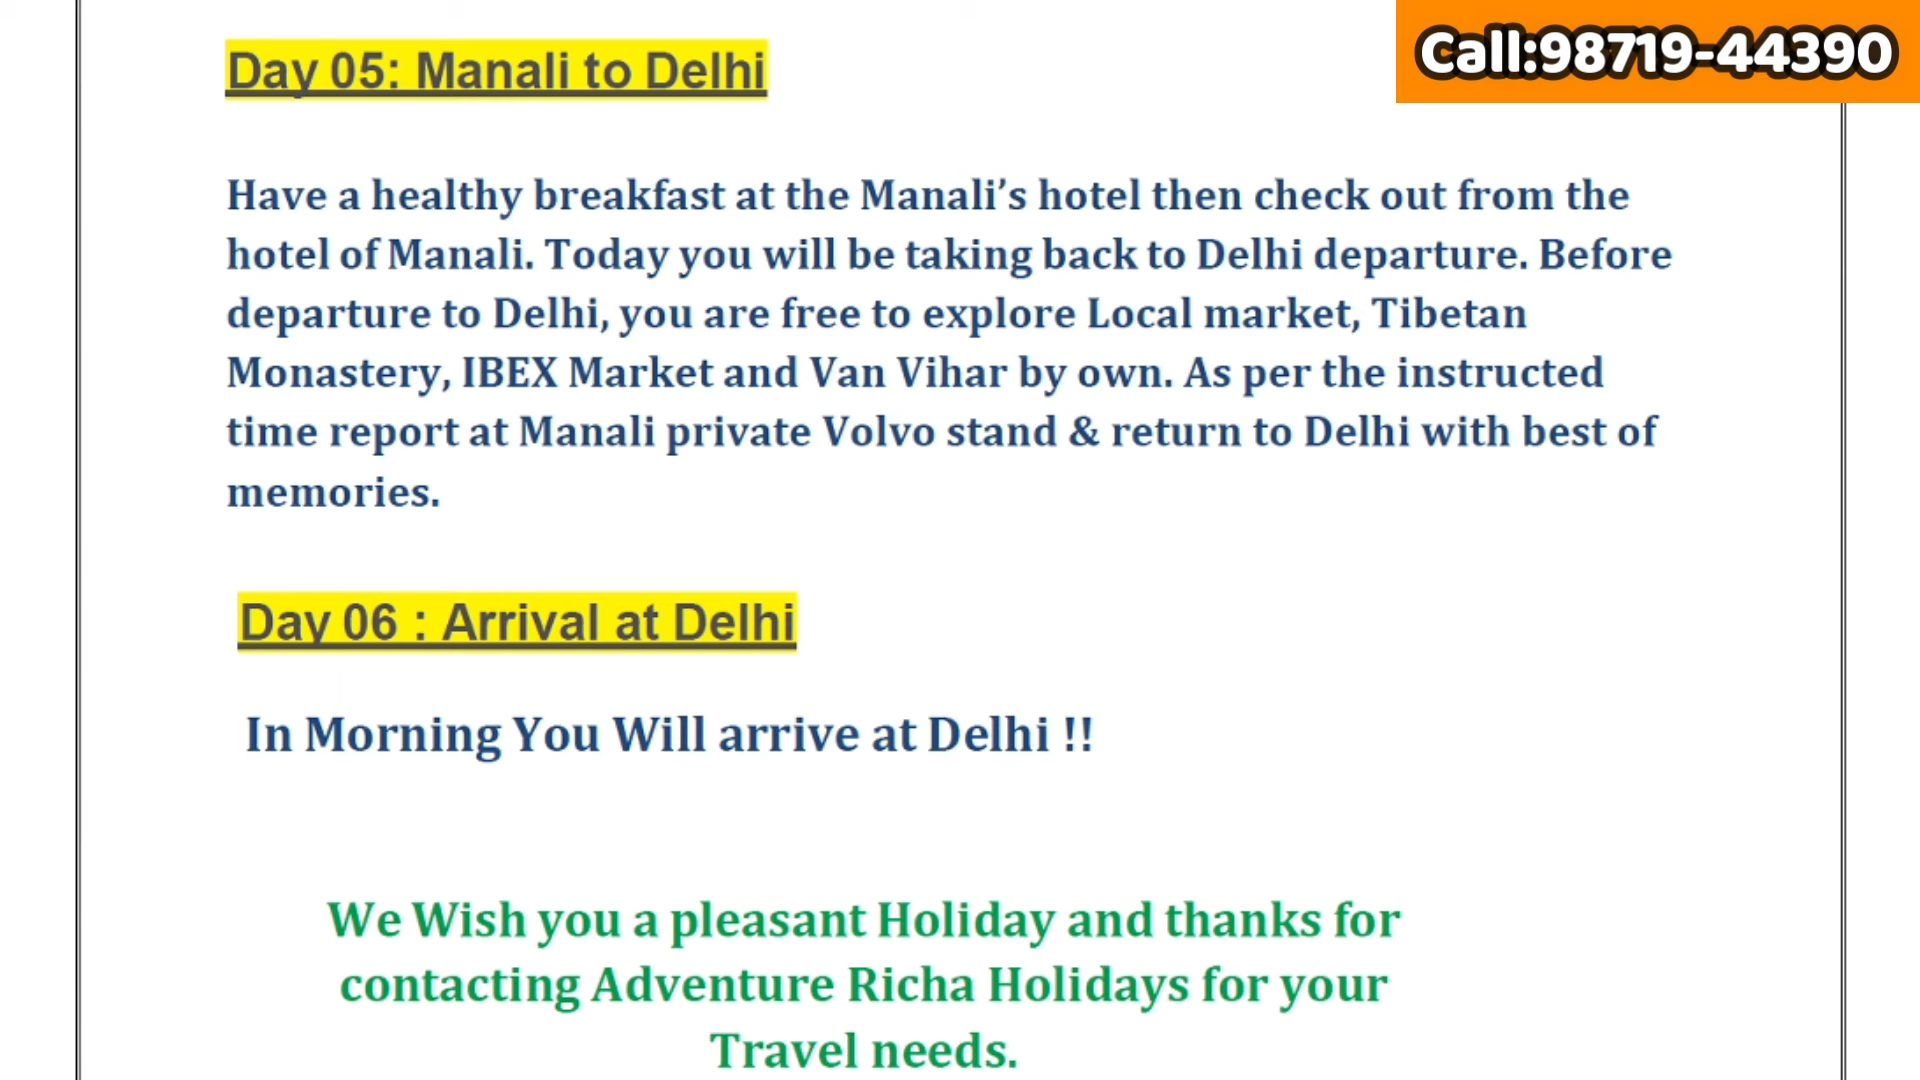 Call:98719-44390
Day 05: Manali to Delhi
Have a healthy breakfast at the Manali’s hotel then check out from the
hotel of Manali. Today you will be taking back to Delhi departure. Before
departure to Delhi, you are free to explore Local market, Tibetan
Monastery, IBEX Market and Van Vihar by own. As per the instructed
time report at Manali private Volvo stand & return to Delhi with best of
memories.
Day 06 : Arrival at Delhi
In Morning You Will arrive at Delhi !!
We Wish you a pleasant Holiday and thanks for
contacting Adventure Richa Holidays for your
Travel needs.